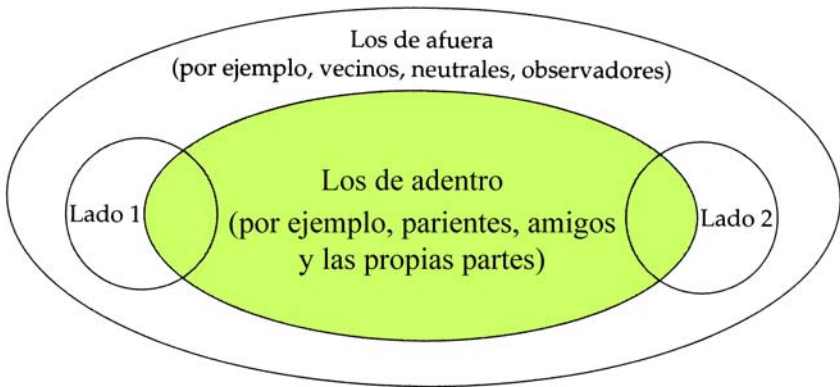 Los de afuera
(por ejemplo, vecinos, neutrales, observadores)
Los de adentro
Lado 1
(por ejemplo, parientes, amigos
Lado 2
y las propias partes)